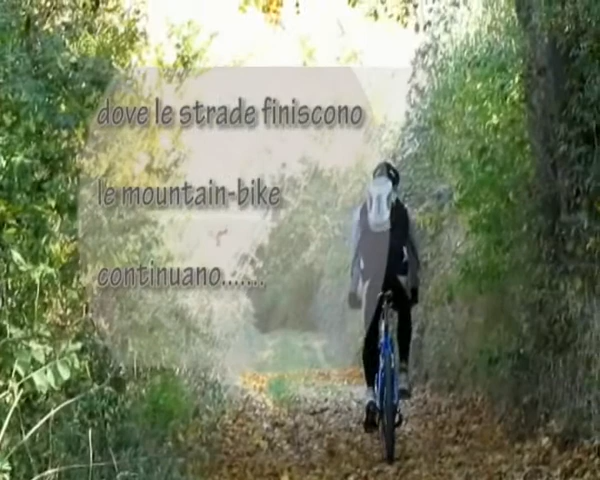 dove le strade finiscono
le mountain-bike
continuano.......